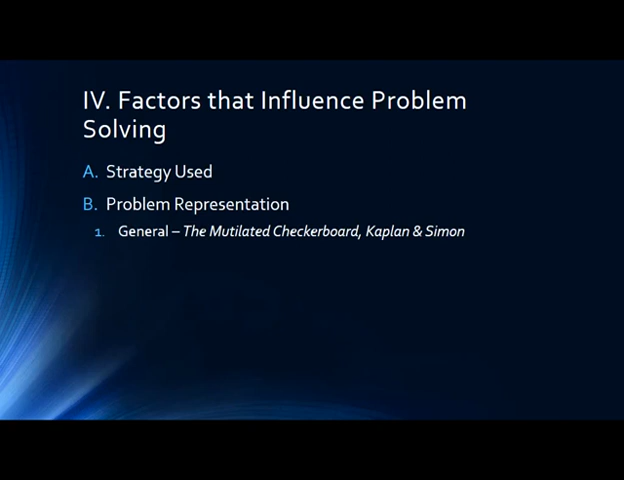 IV. Factors that Influence Problem
Solving
A. Strategy Used
B. Problem Representation
1. General – The Mutilated Checkerboard, Kaplan & Simon